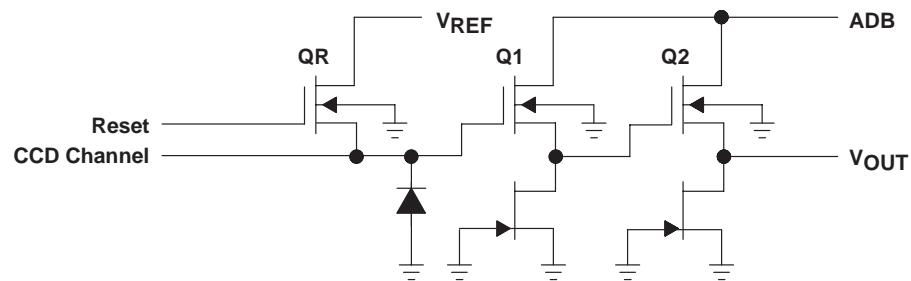 VREF
ADB
QR
Q1
Q2
Reset
CCD Channel
VOUT